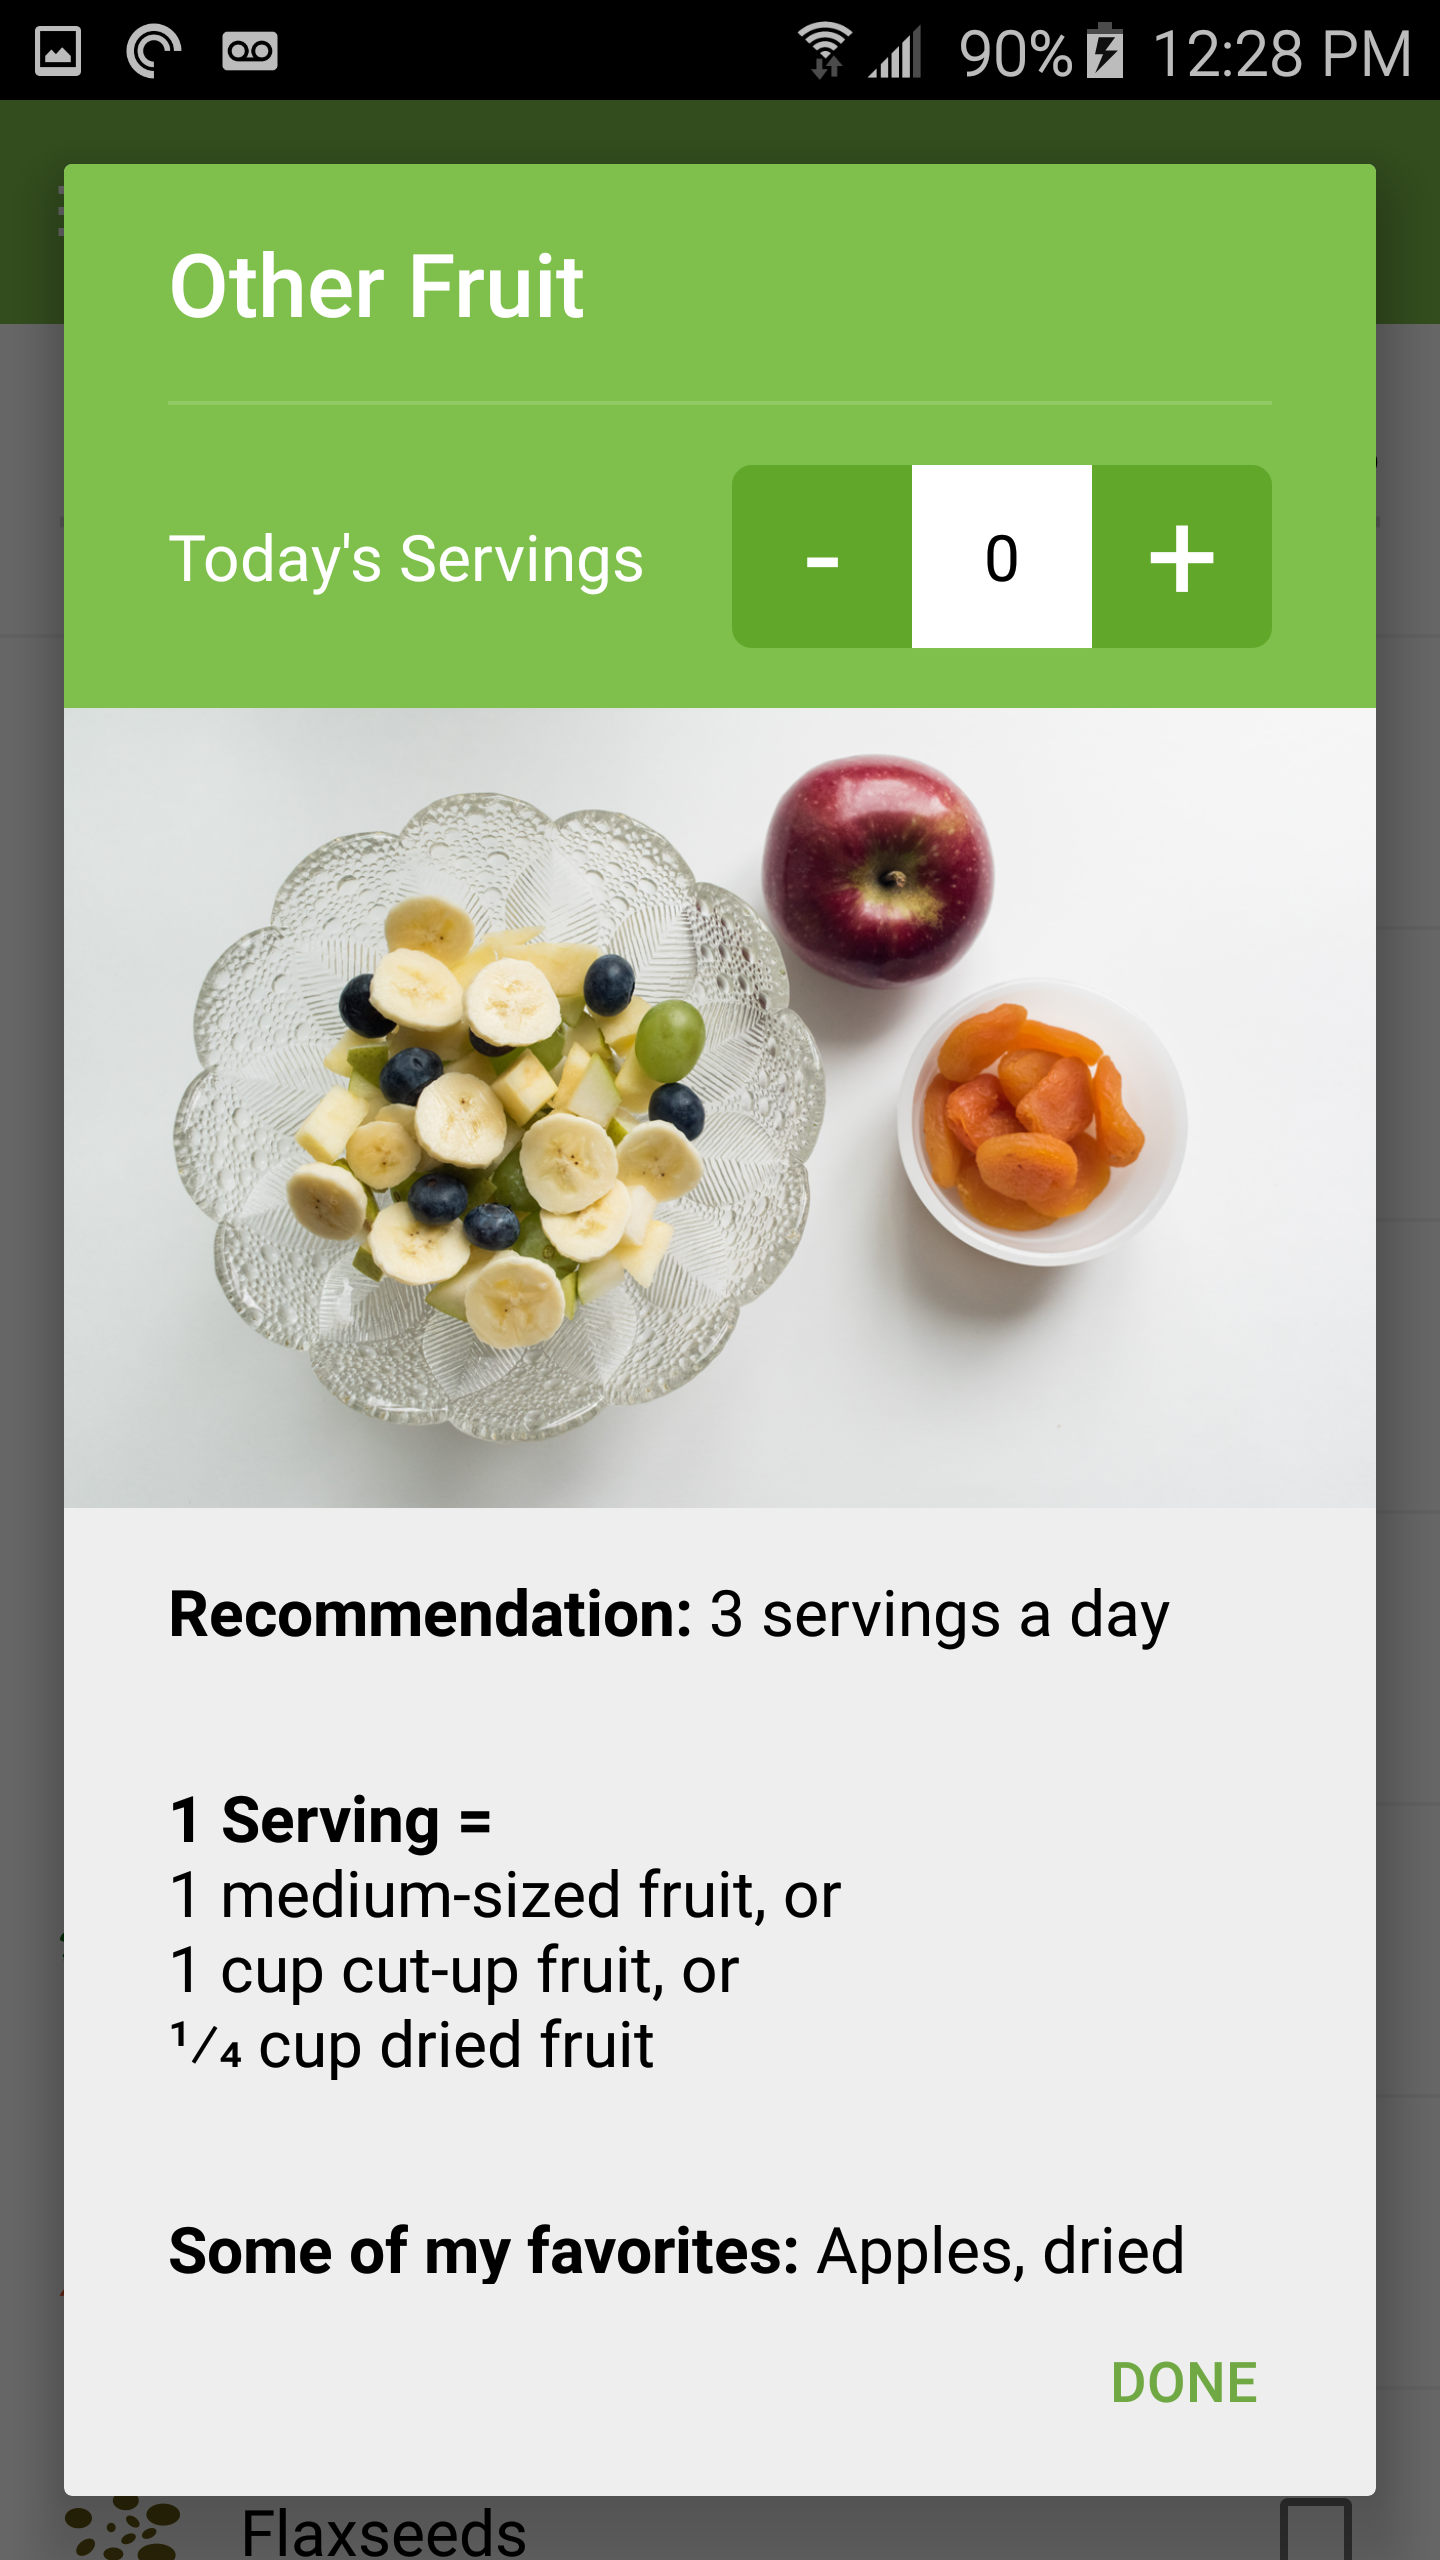 90% 12:28 PM
Other Fruit
Today's Servings - 0 +
Recommendation: 3 servings a day
1 Serving =
1 medium-sized fruit, or
1 cup cut-up fruit, or
¹⁄₄ cup dried fruit
Some of my favorites: Apples, dried
DONE
Flaxseeds